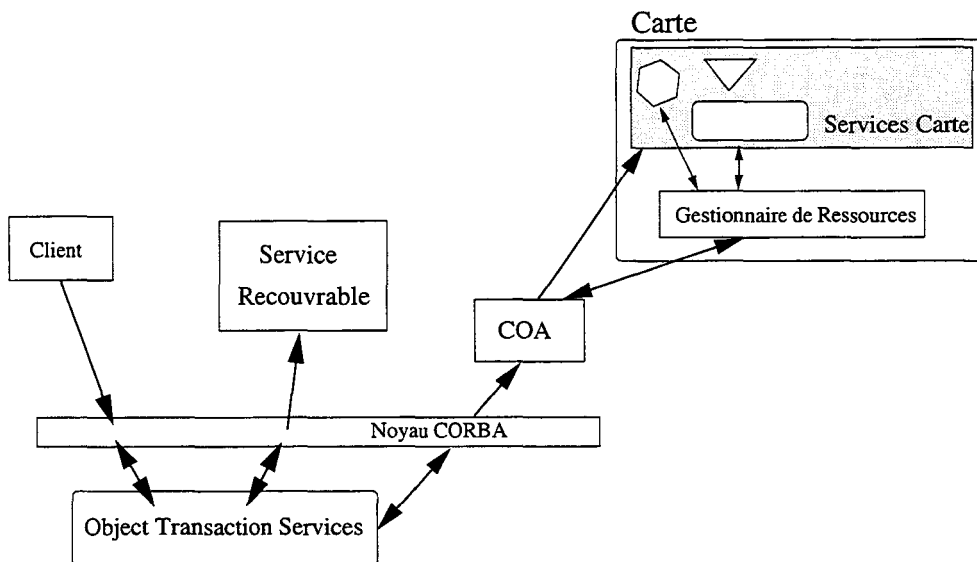 Carte
Services Carte
Gestionnaire de Ressources
Client
Service
Recouvrable
COA
Noyau CORBA
Object Transaction Services